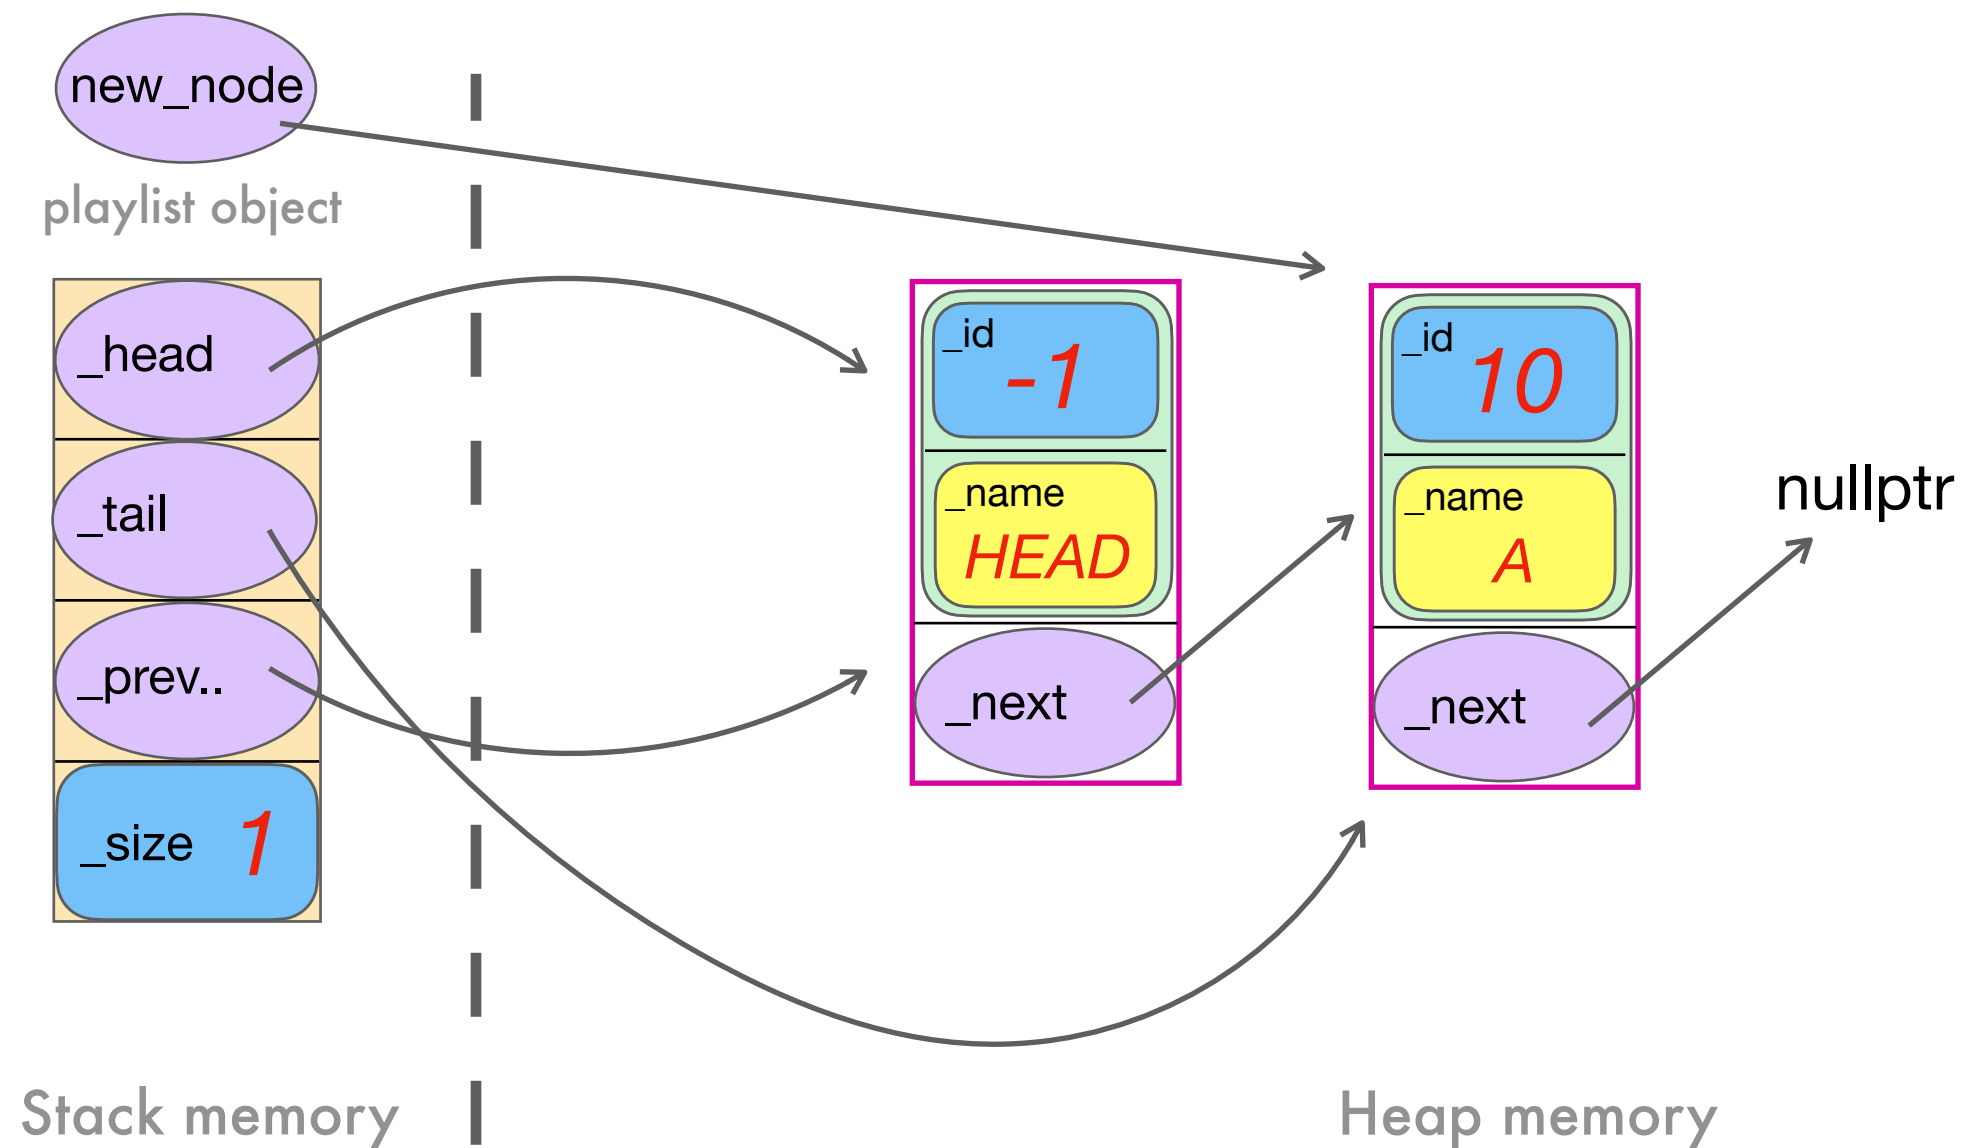 new_node
playlist object
_head
_tail
_prev..
_size 1
_id
-1
_name
HEAD
_next
_id
10
_name
A
_next
nullptr
Stack memory
Heap memory